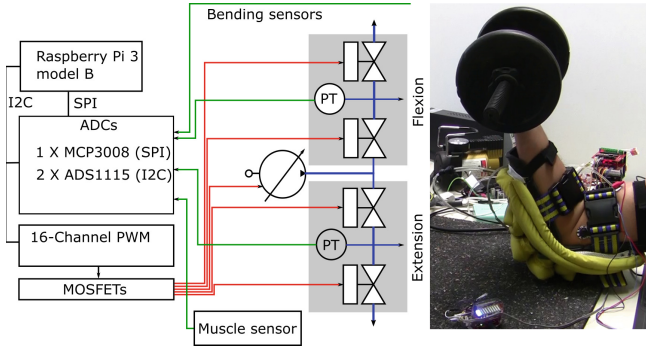 Bending sensors
Raspberry Pi 3
model B
I2C
SPI
ADCs
1 X MCP3008 (SPI)
2 X ADS1115 (I2C)
16-Channel PWM
MOSFETs
Muscle sensor
PT
Flexion
PT
Extension